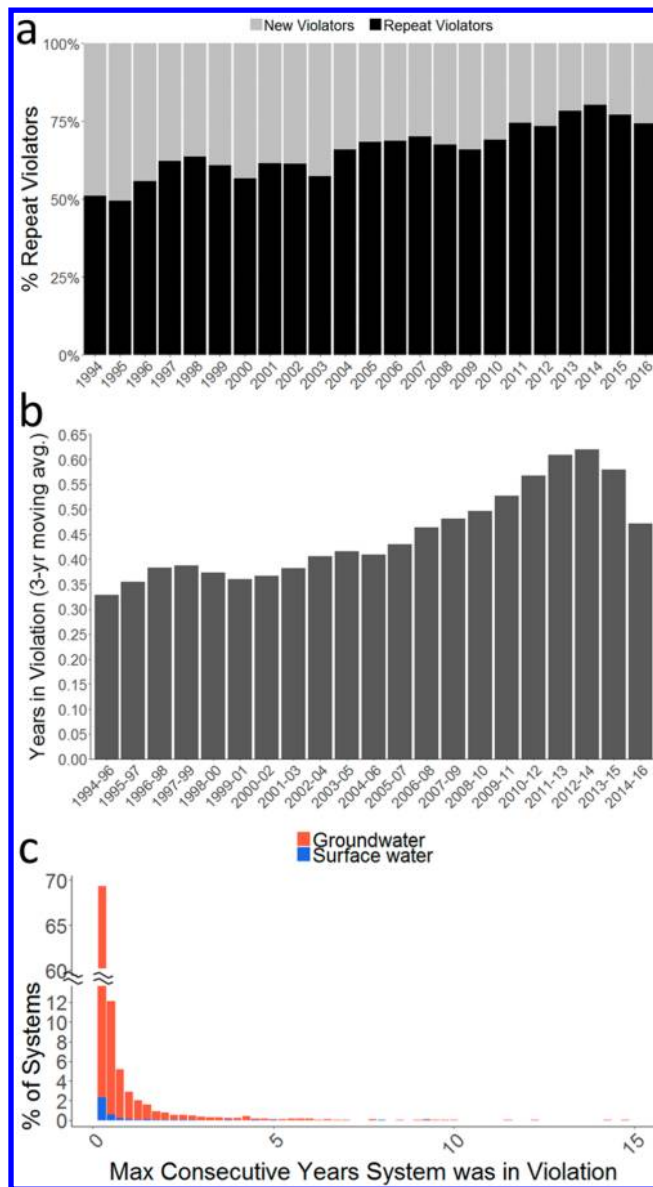 a
New Violators Repeat Violators
100%
75%
50%
25%
0%
% Repeat Violators
1994 1995 1996 1997 1998 1999 2000 2001 2002 2003 2004 2005 2006 2007 2008 2009 2010 2011 2012 2013 2014 2015 2016
b
0.65
0.60
0.55
0.50
0.45
0.40
0.35
0.30
0.25
0.20
0.15
0.10
0.05
0.00
Years in Violation (3-yr moving avg.)
1994-96 1995-97 1996-98 1997-99 1998-00 1999-01 2000-02 2001-03 2002-04 2003-05 2004-06 2005-07 2006-08 2007-09 2008-10 2009-11 2010-12 2011-13 2012-14 2013-15 2014-16
c
Groundwater
Surface water
70
65
60
12
10
8
6
4
2
0
% of Systems
0 5 10 15
Max Consecutive Years System was in Violation